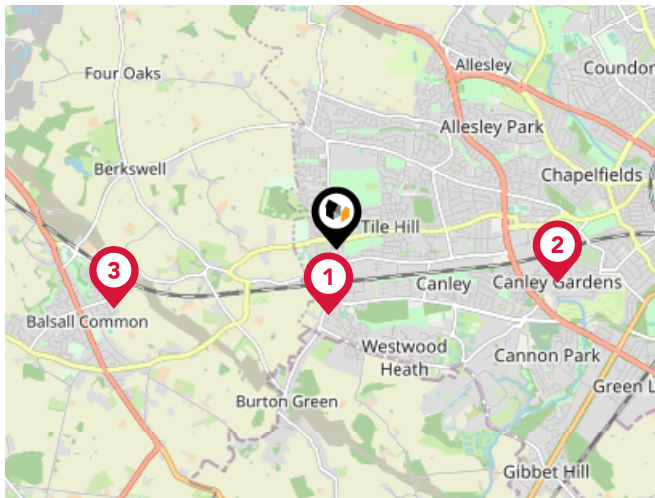 Allesley
Coundon
Four Oaks
Allesley Park
Berkswell
Chapelfields
Tile Hill
2
3
1
Canley
Canley Gardens
Balsall Common
Westwood
Heath
Cannon Park
Green L
Burton Green
Gibbet Hill